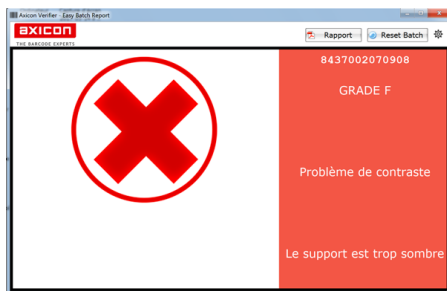 Axicon Verifier - Easy Batch Report
axicon
THE BARCODE EXPERTS
Rapport
Reset Batch
8437002070908
GRADE F
Problème de contraste
Le support est trop sombre